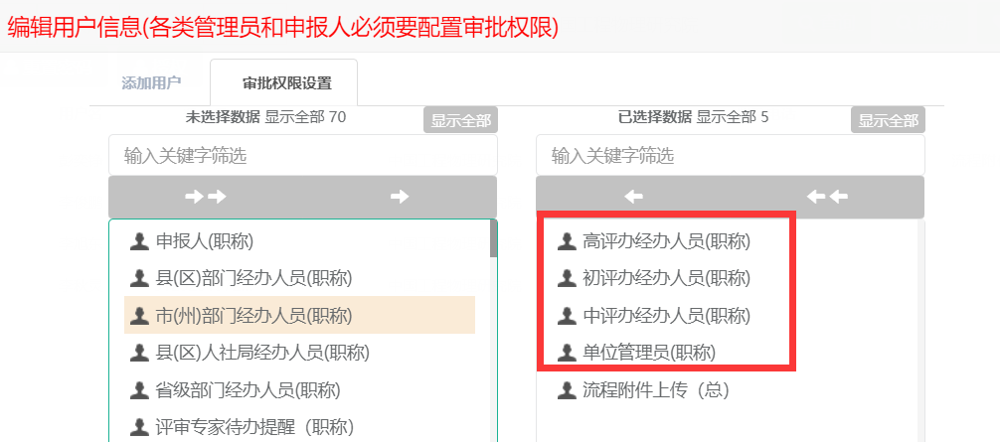 编辑用户信息(各类管理员和申报人必须要配置审批权限)
添加用户 审批权限设置
未选择数据 显示全部 70 显示全部
输入关键字筛选
申报人(职称)
县(区)部门经办人员(职称)
市(州)部门经办人员(职称)
县(区)人社局经办人员(职称)
省级部门经办人员(职称)
评审专家待办提醒（职称）
已选择数据 显示全部 5 显示全部
输入关键字筛选
高评办经办人员(职称)
初评办经办人员(职称)
中评办经办人员(职称)
单位管理员(职称)
流程附件上传（总）